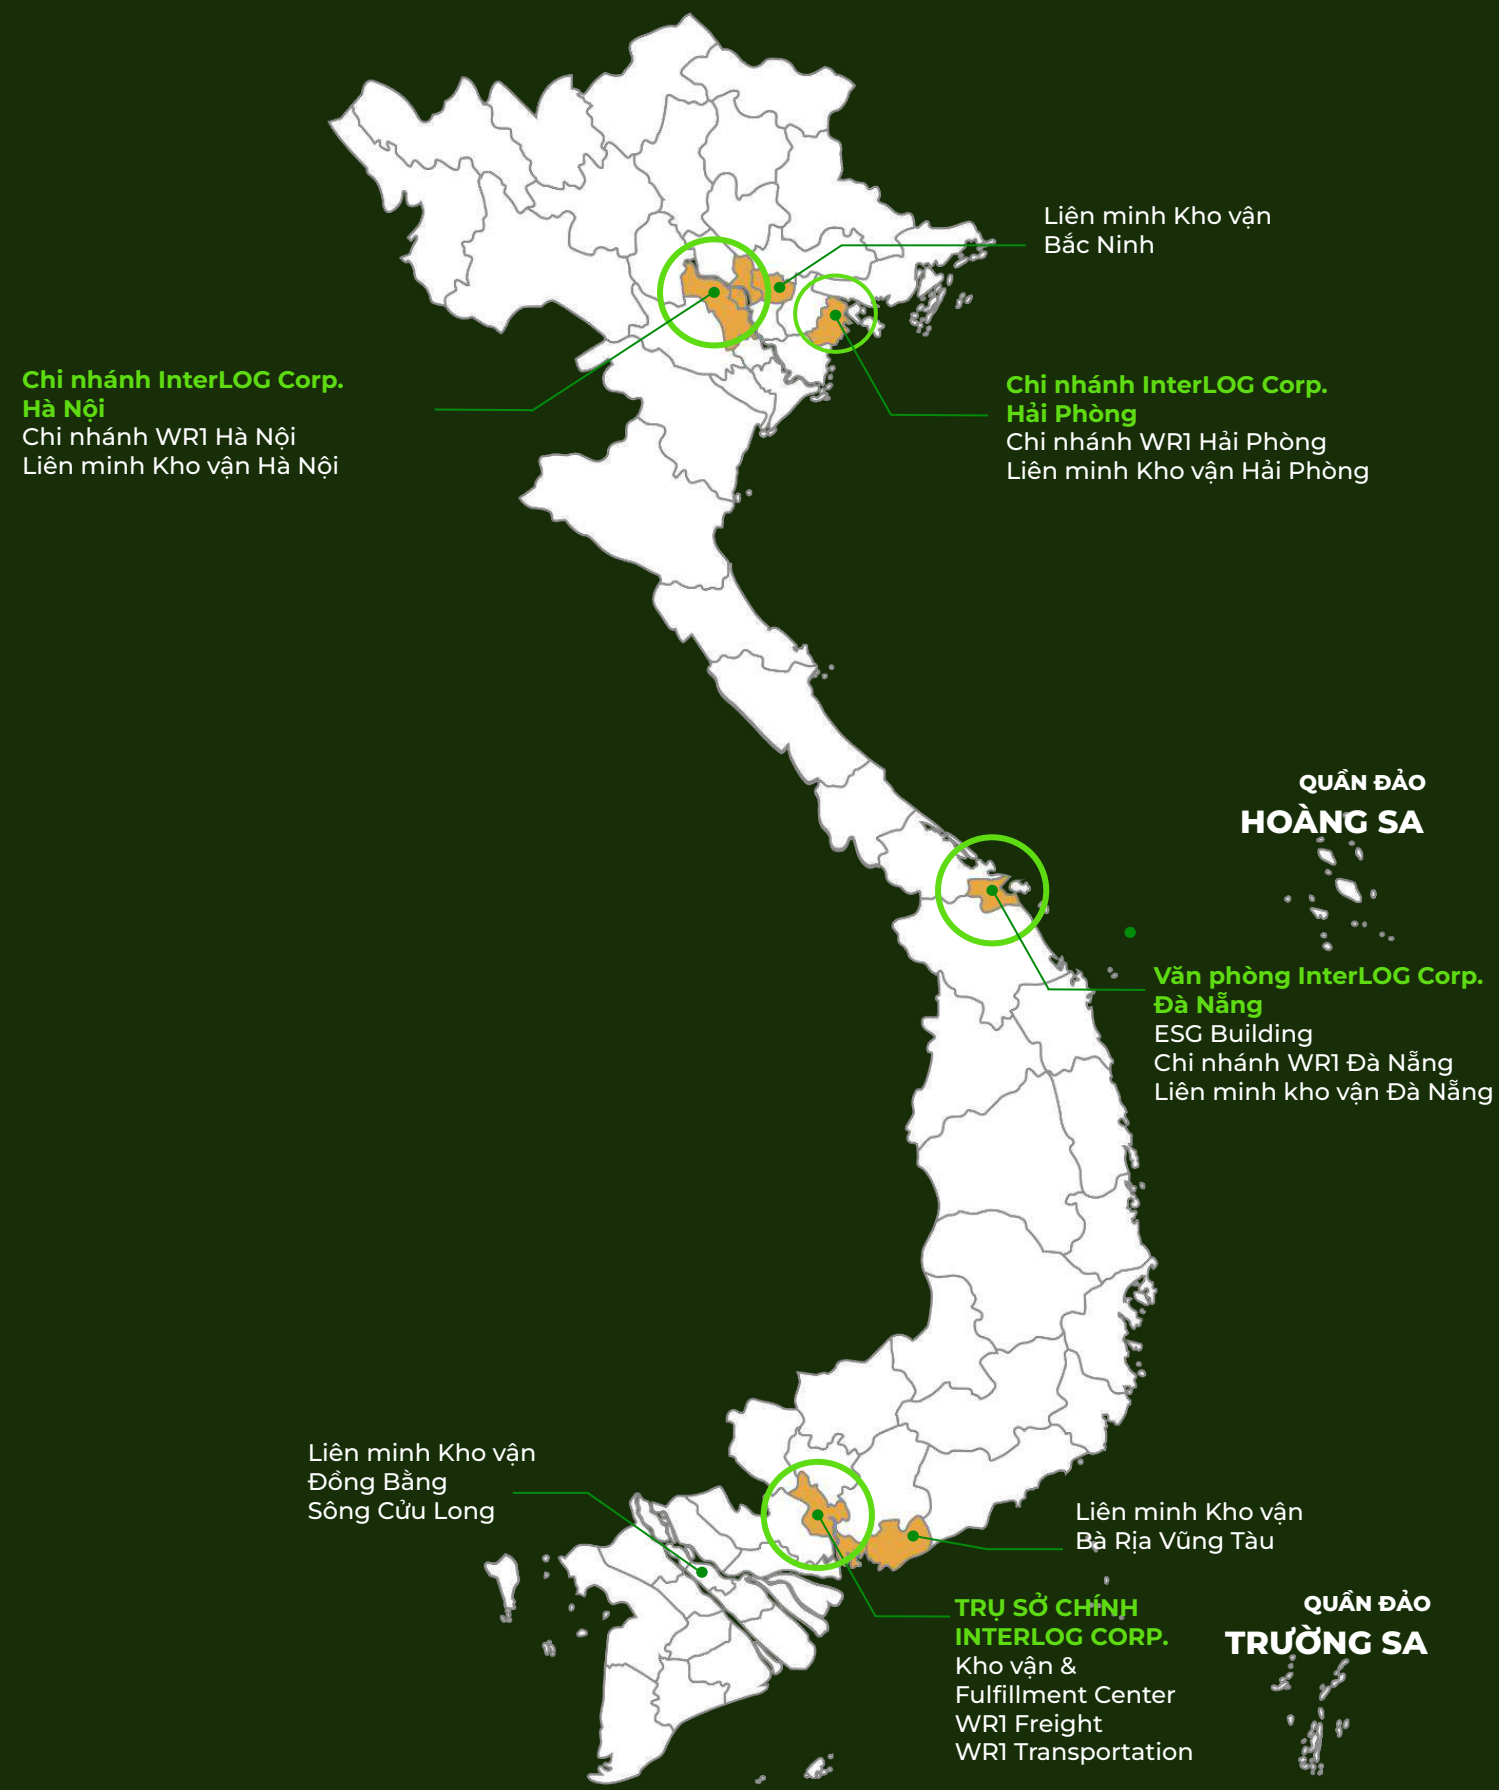 Liên minh Kho vận
Bắc Ninh
Chi nhánh InterLOG Corp.
Hà Nội
Chi nhánh WR1 Hà Nội
Liên minh Kho vận Hà Nội
Chi nhánh InterLOG Corp.
Hải Phòng
Chi nhánh WR1 Hải Phòng
Liên minh Kho vận Hải Phòng
QUẦN ĐẢO
HOÀNG SA
Văn phòng InterLOG Corp.
Đà Nẵng
ESG Building
Chi nhánh WR1 Đà Nẵng
Liên minh kho vận Đà Nẵng
Liên minh Kho vận
Đồng Bằng
Sông Cửu Long
Liên minh Kho vận
Bà Rịa Vũng Tàu
TRỤ SỞ CHÍNH
INTERLOG CORP.
Kho vận &
Fulfillment Center
WR1 Freight
WR1 Transportation
QUẦN ĐẢO
TRƯỜNG SA